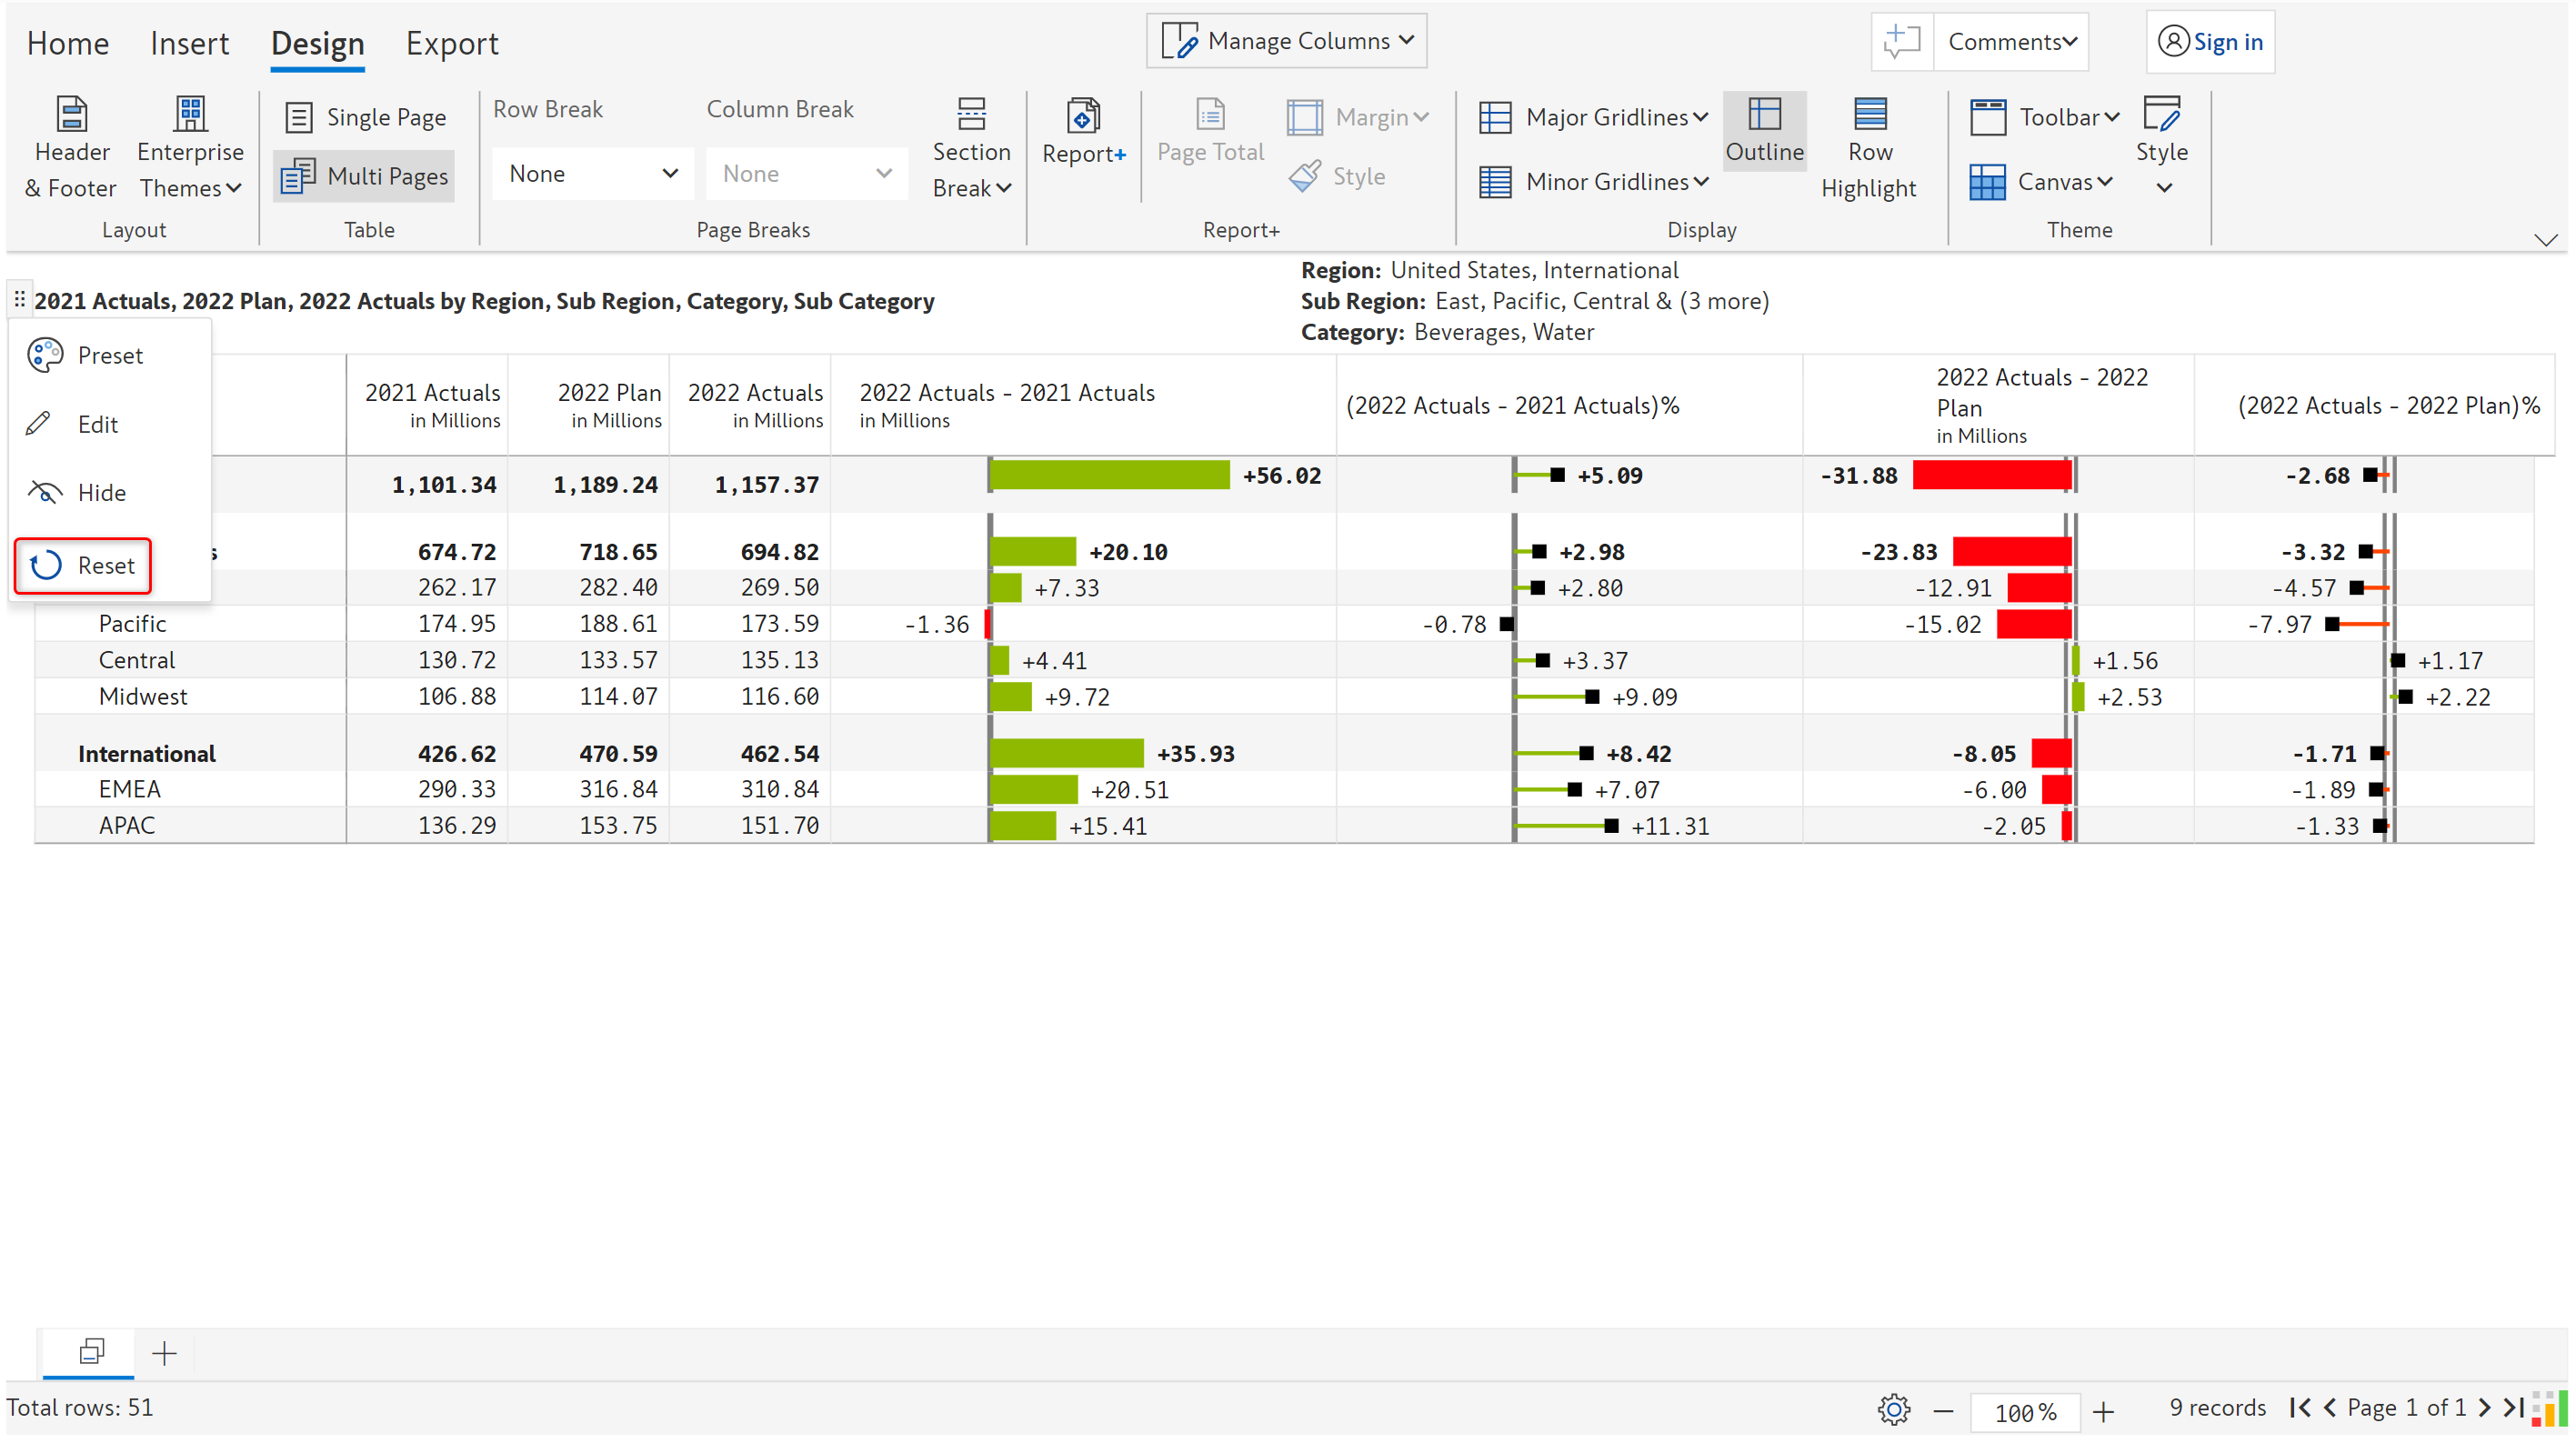 Home Insert Design Export Manage Columns Comments Sign in
Header & Footer Enterprise Themes Layout
Single Page Multi Pages Table
Row Break None Column Break None Section Break Page Breaks
Report+ Page Total Margin Style Report+
Major Gridlines Minor Gridlines Outline Row Highlight Display
Toolbar Canvas Style Theme
Region: United States, International
2021 Actuals, 2022 Plan, 2022 Actuals by Region, Sub Region, Category, Sub Category
Sub Region: East, Pacific, Central & (3 more)
Category: Beverages, Water
Preset
Edit
Hide
Reset
2021 Actuals in Millions
2022 Plan in Millions
2022 Actuals in Millions
2022 Actuals - 2021 Actuals in Millions
(2022 Actuals - 2021 Actuals)%
2022 Actuals - 2022 Plan in Millions
(2022 Actuals - 2022 Plan)%
1,101.34 1,189.24 1,157.37 +56.02 +5.09 -31.88 -2.68
s 674.72 718.65 694.82 +20.10 +2.98 -23.83 -3.32
262.17 282.40 269.50 +7.33 +2.80 -12.91 -4.57
Pacific 174.95 188.61 173.59 -1.36 -0.78 -15.02 -7.97
Central 130.72 133.57 135.13 +4.41 +3.37 +1.56 +1.17
Midwest 106.88 114.07 116.60 +9.72 +9.09 +2.53 +2.22
International 426.62 470.59 462.54 +35.93 +8.42 -8.05 -1.71
EMEA 290.33 316.84 310.84 +20.51 +7.07 -6.00 -1.89
APAC 136.29 153.75 151.70 +15.41 +11.31 -2.05 -1.33
Total rows: 51 100% 9 records Page 1 of 1